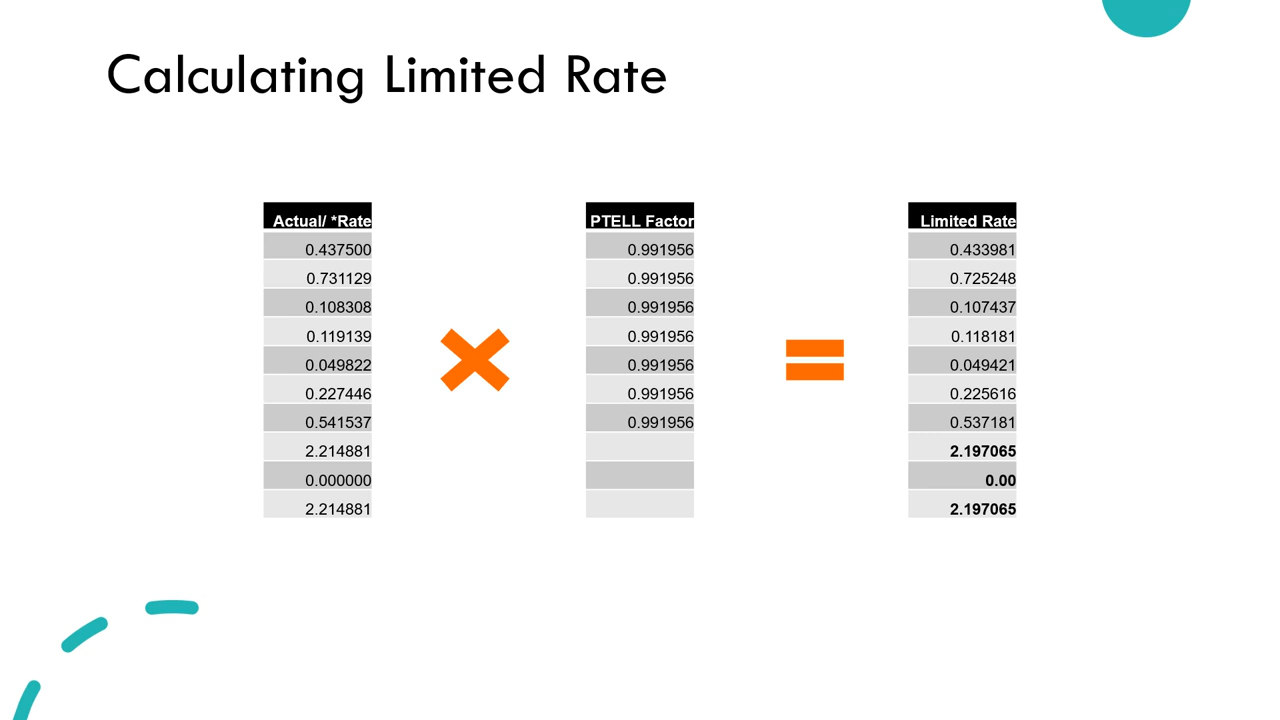 Calculating Limited Rate
Actual/ *Rate PTELL Factor Limited Rate
0.437500 0.991956 0.433981
0.731129 0.991956 0.725248
0.108308 0.991956 0.107437
0.119139 0.991956 0.118181
0.049822 0.991956 0.049421
0.227446 0.991956 0.225616
0.541537 0.991956 0.537181
2.214881 2.197065
0.000000 0.00
2.214881 2.197065